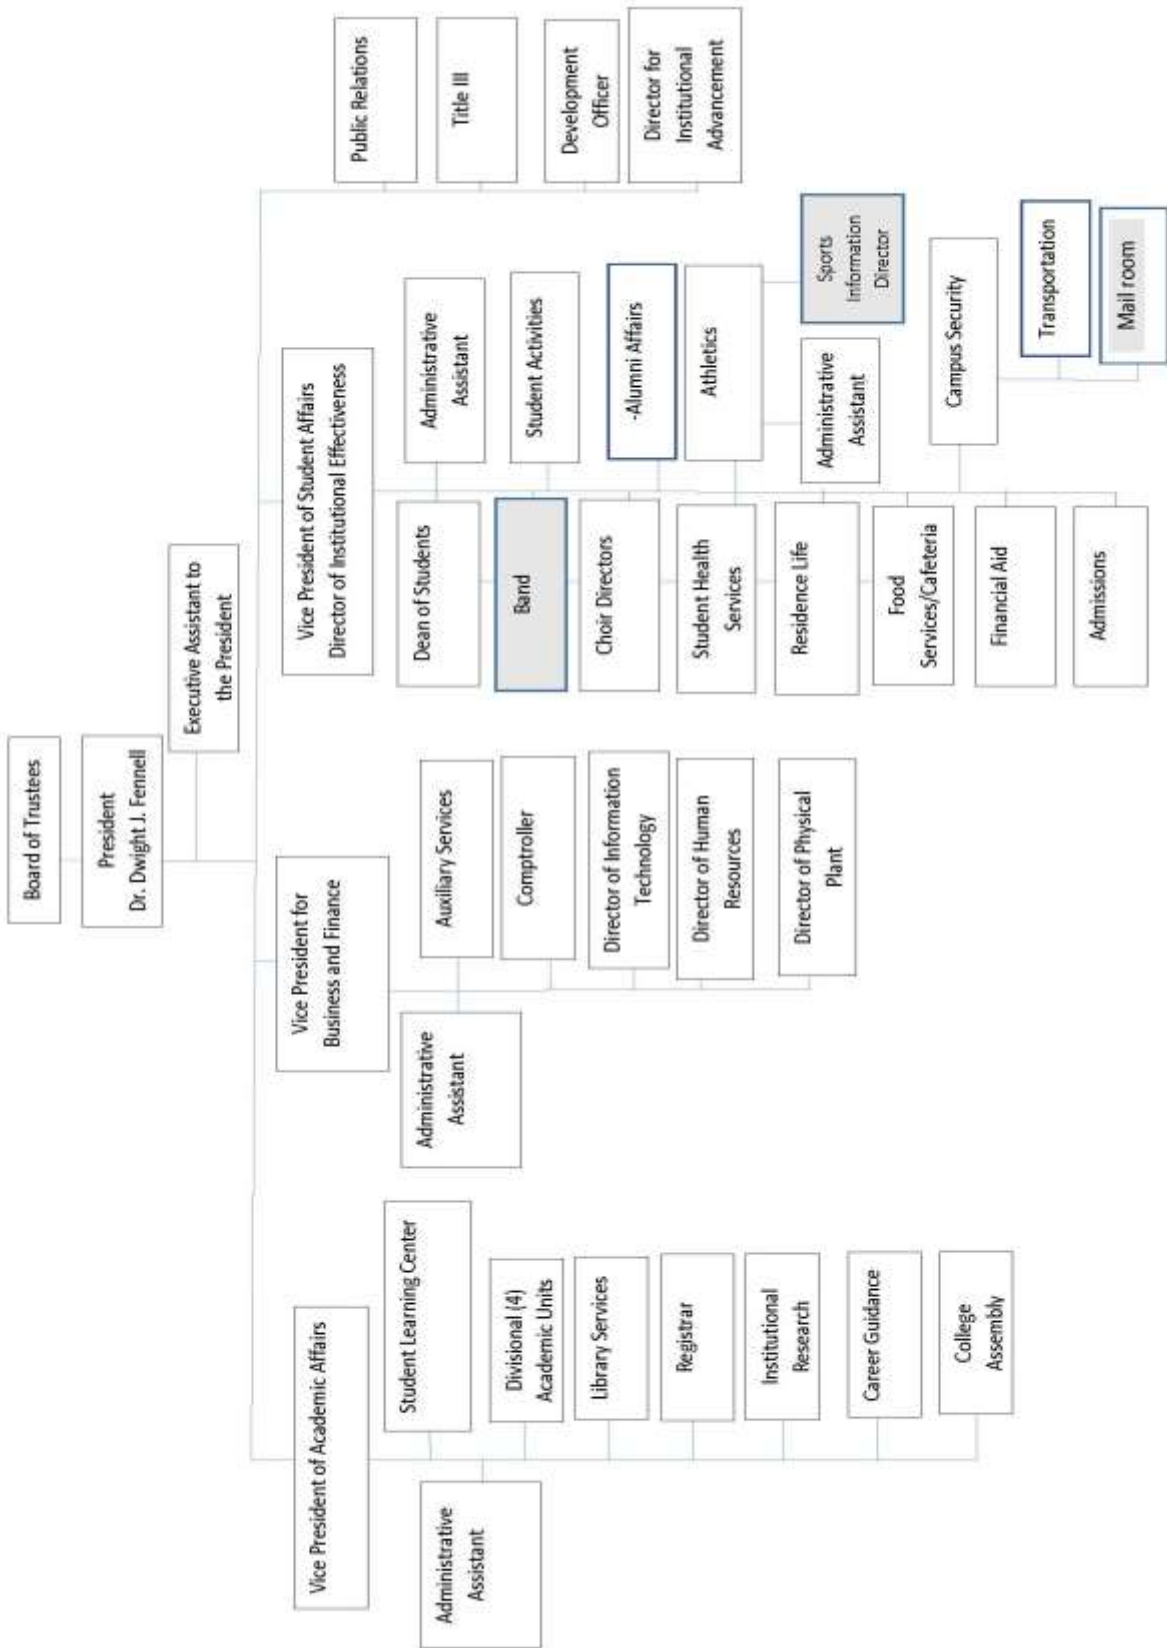 Board of Trustees
President
Dr. Dwight J. Fennell
Executive Assistant to
the President
Vice President of Academic Affairs
Administrative
Assistant
Student Learning Center
Divisional (4)
Academic Units
Library Services
Registrar
Institutional
Research
Career Guidance
College
Assembly
Vice President for
Business and Finance
Administrative
Assistant
Auxiliary Services
Comptroller
Director of Information
Technology
Director of Human
Resources
Director of Physical
Plant
Vice President of Student Affairs
Director of Institutional Effectiveness
Dean of Students
Administrative
Assistant
Band
Student Activities
Choir Directors
-Alumni Affairs
Student Health
Services
Athletics
Administrative
Assistant
Sports
Information
Director
Residence Life
Food
Services/Cafeteria
Campus Security
Transportation
Mail room
Financial Aid
Admissions
Public Relations
Title III
Development
Officer
Director for
Institutional
Advancement